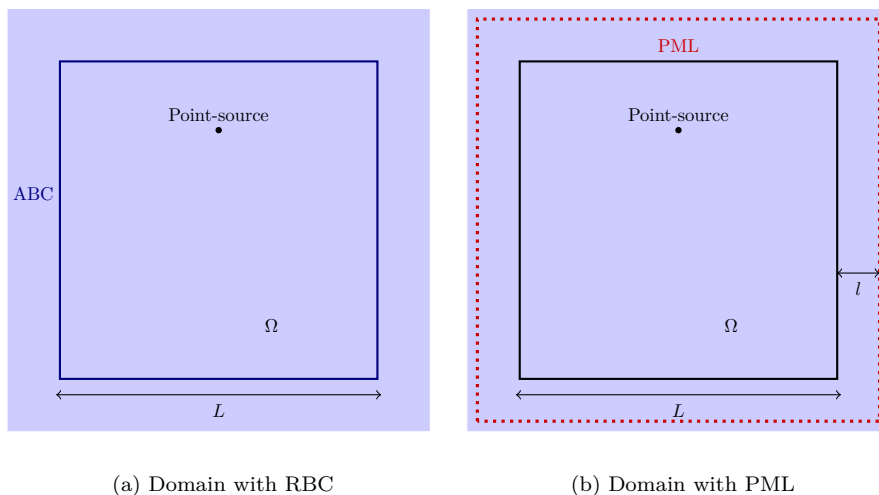 Point-source
ABC
Ω
L
(a) Domain with RBC
PML
Point-source
l
Ω
L
(b) Domain with PML